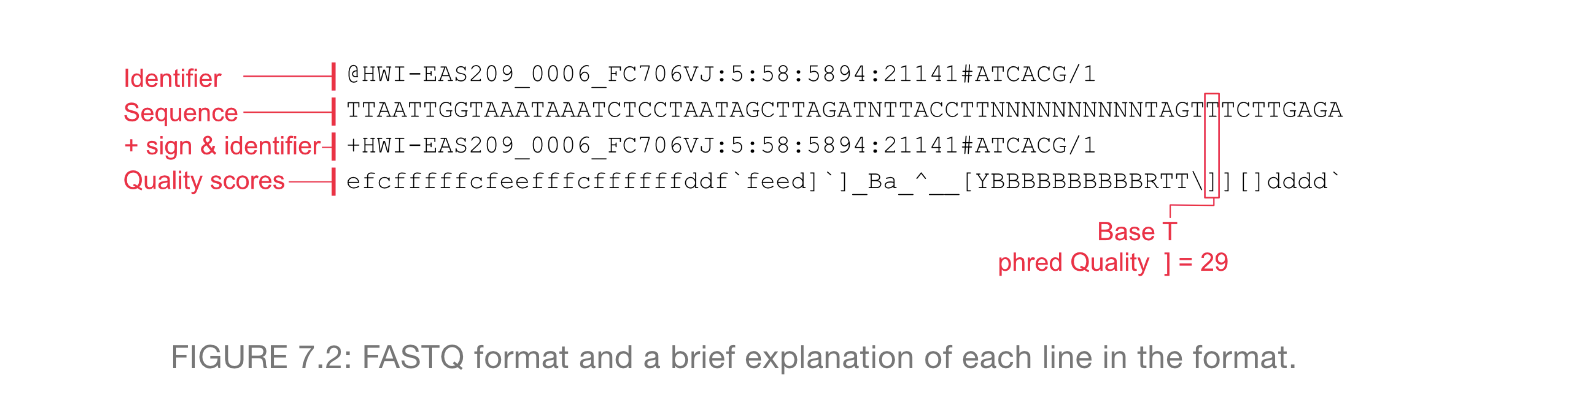 Identifier @HWI-EAS209_0006_FC706VJ:5:58:5894:21141#ATCACG/1
Sequence TTAATTGGTAAATAAATCTCCTAATAGCTTAGATNTTACCTTNNNNNNNNNNTAGTTTCTTGAGA
+ sign & identifier +HWI-EAS209_0006_FC706VJ:5:58:5894:21141#ATCACG/1
Quality scores efcfffffcfeefffcffffffddf`feed]`]_Ba_^__[YBBBBBBBBBBRTT\]][]dddd`
Base T
phred Quality ] = 29
FIGURE 7.2: FASTQ format and a brief explanation of each line in the format.